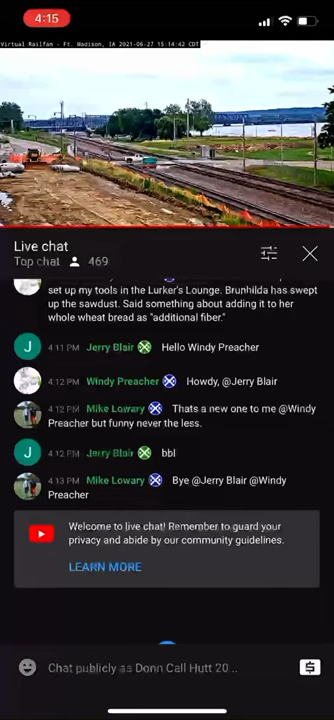 4:15
Virtual Railfan - Ft. Madison, IA 2021-06-27 15:14:42 CDT
Live chat
Top chat 469
set up my tools in the Lurker's Lounge. Brunhilda has swept
up the sawdust. Said something about adding it to her
whole wheat bread as "additional fiber."
J 4:11 PM Jerry Blair Hello Windy Preacher
4:12 PM Windy Preacher Howdy, @Jerry Blair
4:12 PM Mike Lowary Thats a new one to me @Windy
Preacher but funny never the less.
J 4:12 PM Jerry Blair bbl
4:13 PM Mike Lowary Bye @Jerry Blair @Windy
Preacher
Welcome to live chat! Remember to guard your
privacy and abide by our community guidelines.
LEARN MORE
Chat publicly as Donn Call Hutt 20...